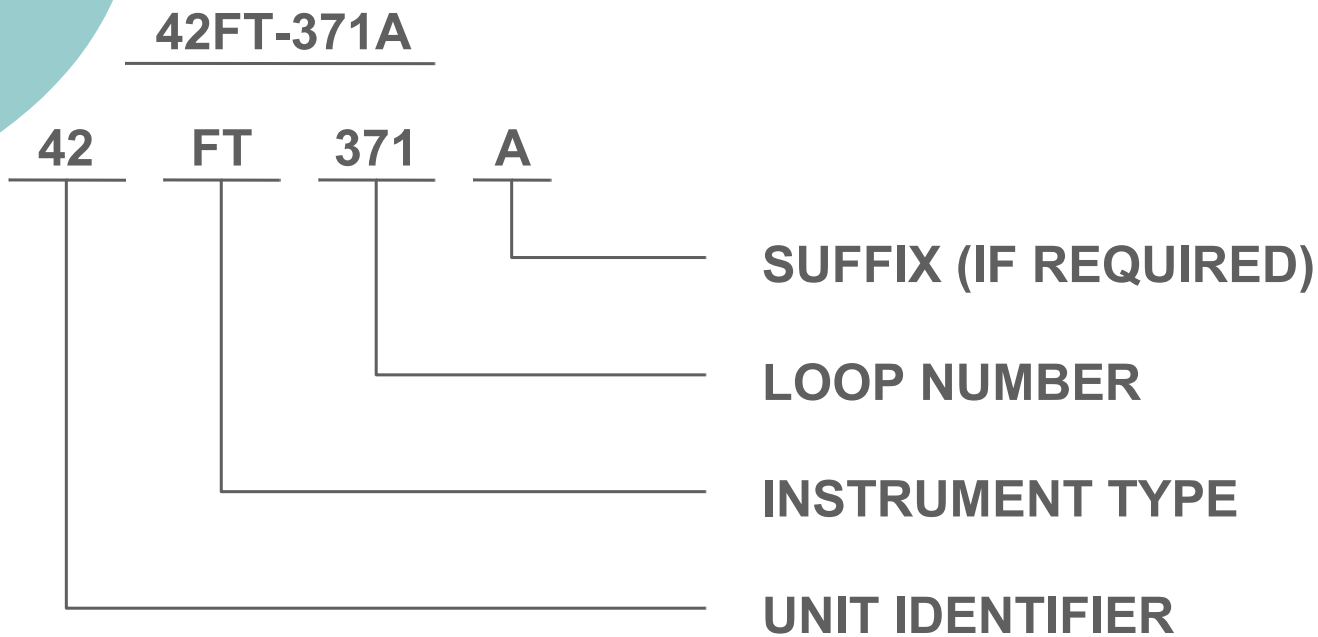 42FT-371A
42 FT 371 A
SUFFIX (IF REQUIRED)
LOOP NUMBER
INSTRUMENT TYPE
UNIT IDENTIFIER